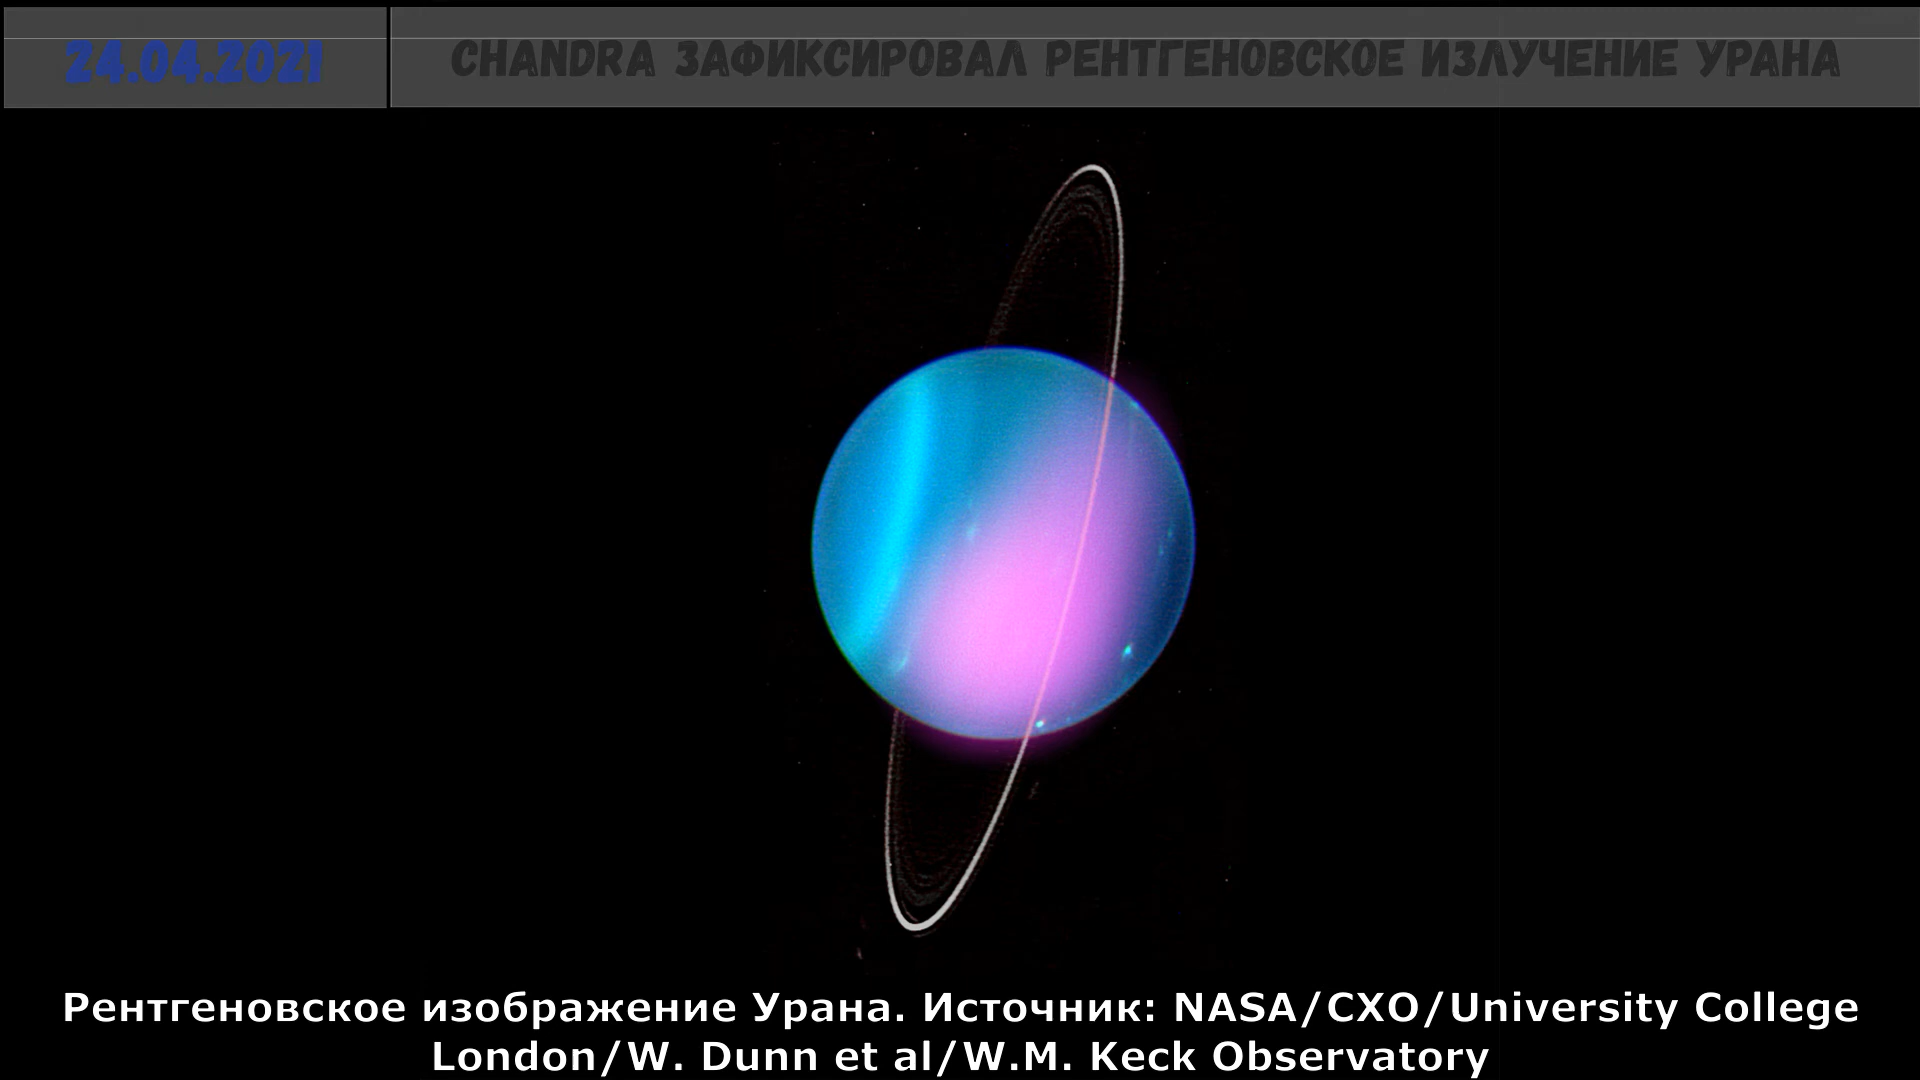 24.04.2021
CHANDRA ЗАФИКСИРОВАЛ РЕНТГЕНОВСКОЕ ИЗЛУЧЕНИЕ УРАНА
Рентгеновское изображение Урана. Источник: NASA/CXO/University College
London/W. Dunn et al/W.M. Keck Observatory